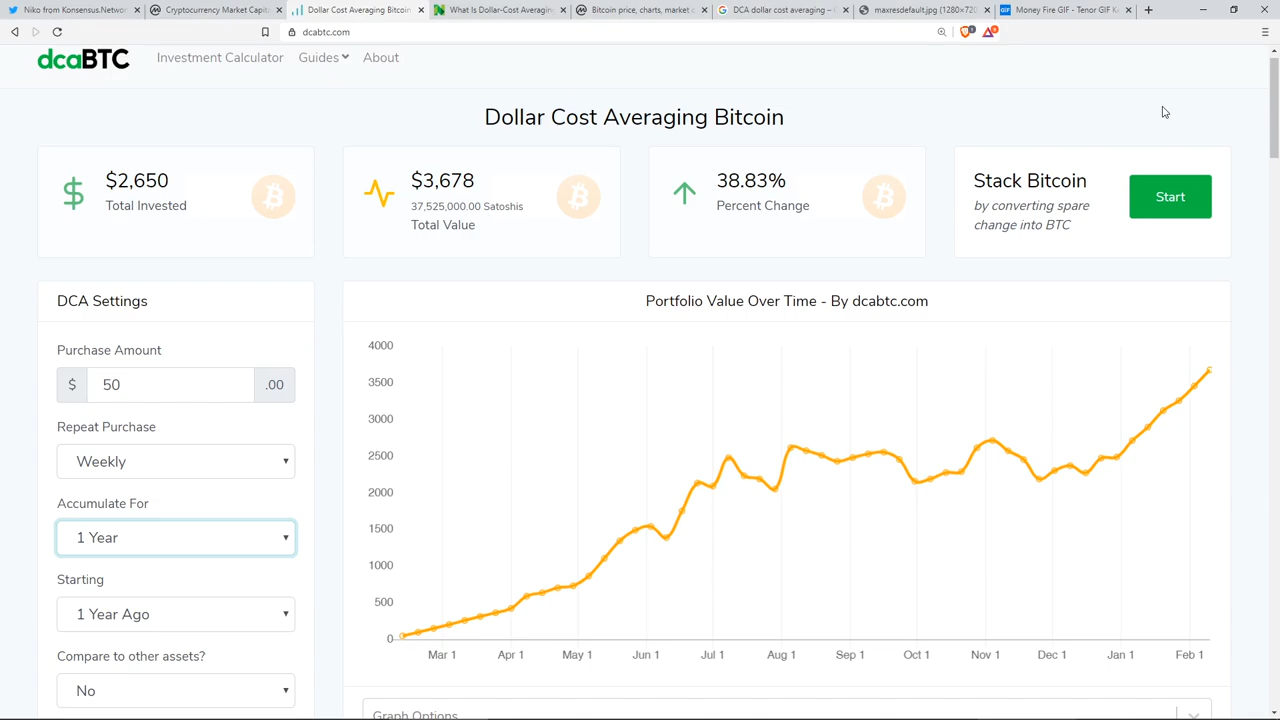 Niko from Konsensus.Network
Cryptocurrency Market Capit
Dollar Cost Averaging Bitcoin
What Is Dollar-Cost Averaging
Bitcoin price, charts, market c
DCA dollar cost averaging – G
maxresdefault.jpg (1280×720
Money Fire GIF - Tenor GIF Ke
dcabtc.com
dcaBTC
Investment Calculator
Guides
About
Dollar Cost Averaging Bitcoin
$2,650
Total Invested
$3,678
37,525,000.00 Satoshis
Total Value
38.83%
Percent Change
Stack Bitcoin
by converting spare
change into BTC
Start
DCA Settings
Purchase Amount
$ 50 .00
Repeat Purchase
Weekly
Accumulate For
1 Year
Starting
1 Year Ago
Compare to other assets?
No
Portfolio Value Over Time - By dcabtc.com
4000
3500
3000
2500
2000
1500
1000
500
0
Mar 1 Apr 1 May 1 Jun 1 Jul 1 Aug 1 Sep 1 Oct 1 Nov 1 Dec 1 Jan 1 Feb 1
Graph Options